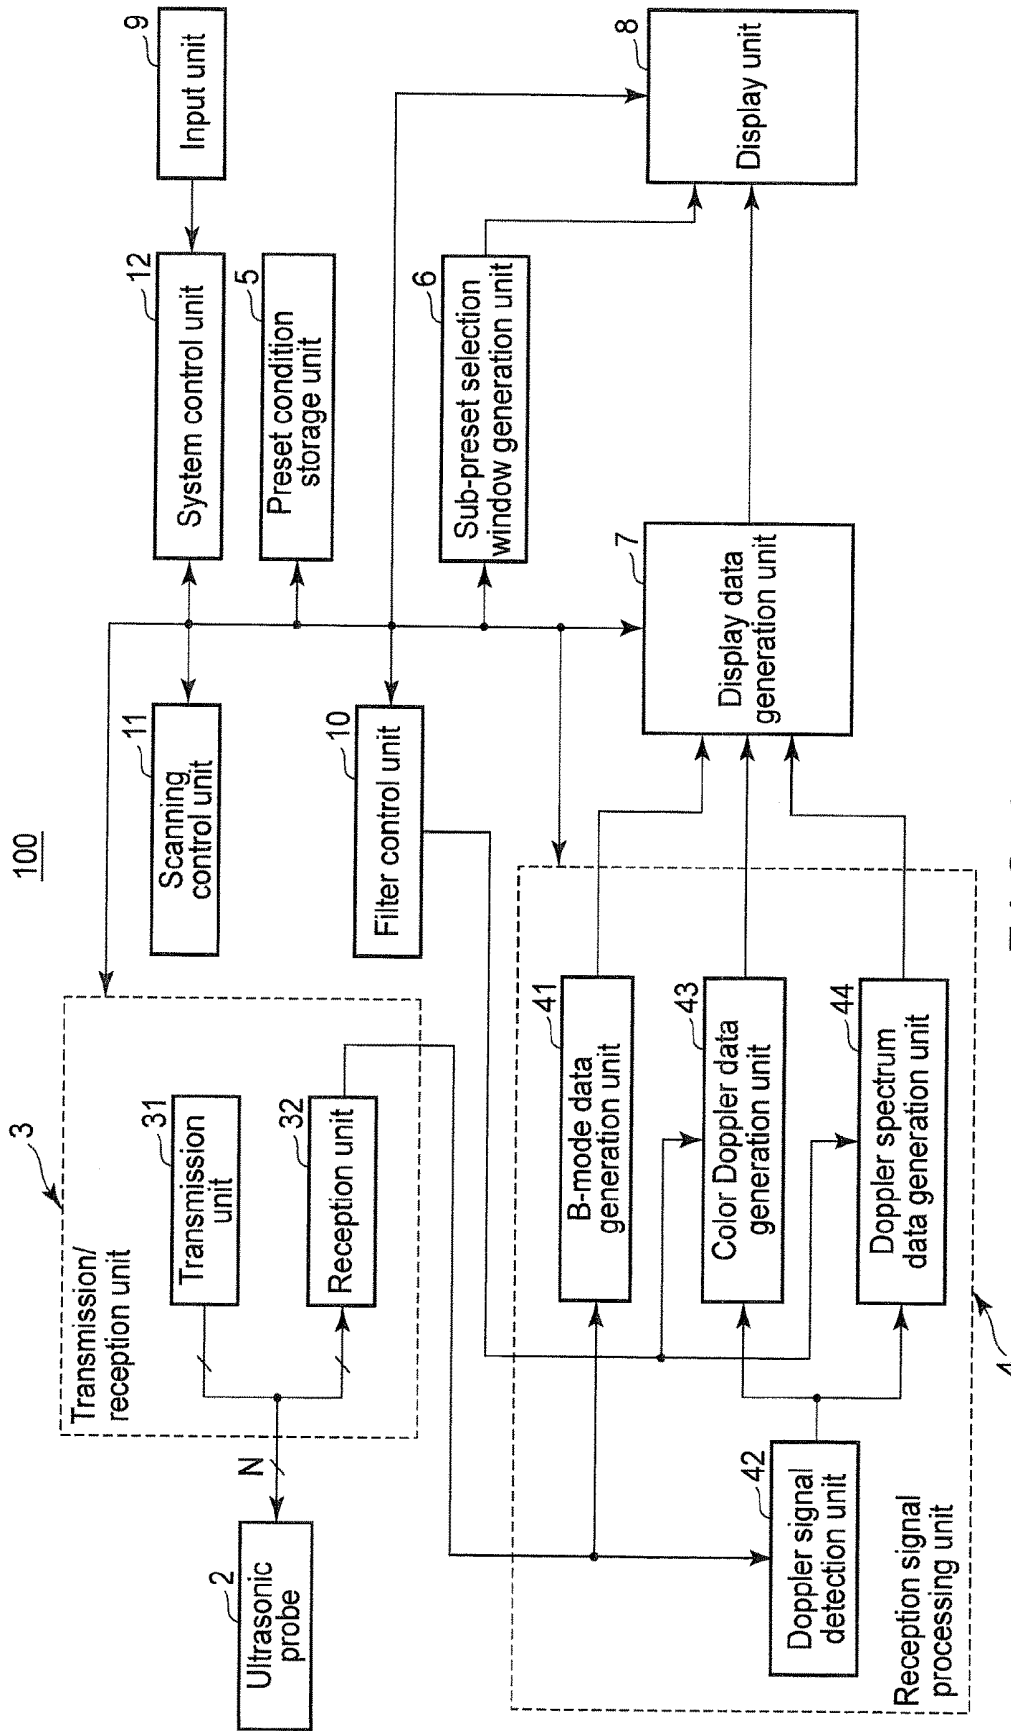 100
3
Transmission/
reception unit
31
Transmission
unit
32
Reception unit
N
2
Ultrasonic
probe
11
Scanning
control unit
10
Filter control unit
9
Input unit
12
System control unit
5
Preset condition
storage unit
6
Sub-preset selection
window generation unit
8
Display unit
7
Display data
generation unit
41
B-mode data
generation unit
43
Color Doppler data
generation unit
44
Doppler spectrum
data generation unit
42
Doppler signal
detection unit
Reception signal
processing unit